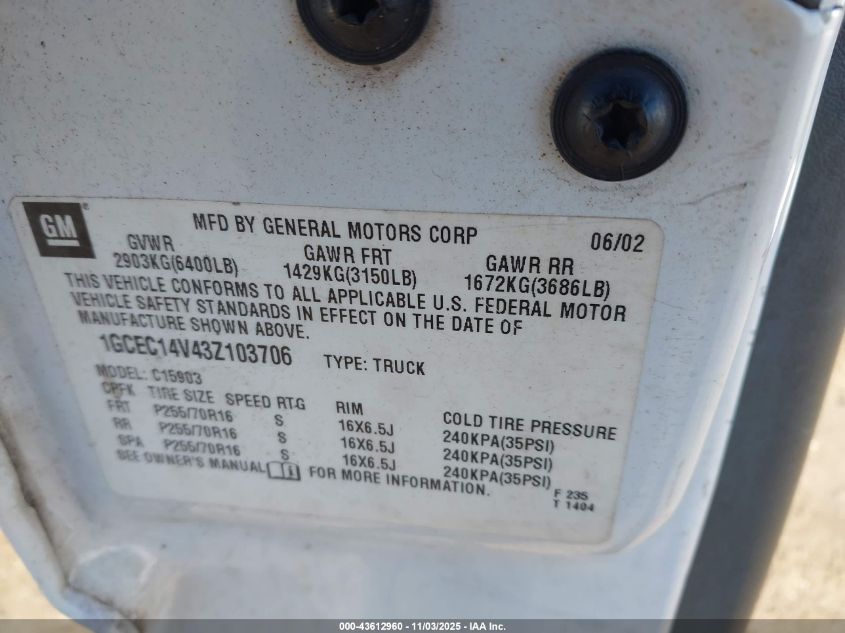 GM ®
MFD BY GENERAL MOTORS CORP 06/02
GVWR GAWR FRT GAWR RR
2903KG(6400LB) 1429KG(3150LB) 1672KG(3686LB)
THIS VEHICLE CONFORMS TO ALL APPLICABLE U.S. FEDERAL MOTOR
VEHICLE SAFETY STANDARDS IN EFFECT ON THE DATE OF
MANUFACTURE SHOWN ABOVE.
1GCEC14V43Z103706 TYPE: TRUCK
MODEL: C15903
TIRE SIZE SPEED RTG RIM COLD TIRE PRESSURE
FRT P255/70R16 S 16X6.5J 240KPA(35PSI)
RR P255/70R16 S 16X6.5J 240KPA(35PSI)
SPA P255/70R16 S 16X6.5J 240KPA(35PSI)
SEE OWNER'S MANUAL FOR MORE INFORMATION.
F 235
T 1404
000-43612960 - 11/03/2025 - IAA Inc.